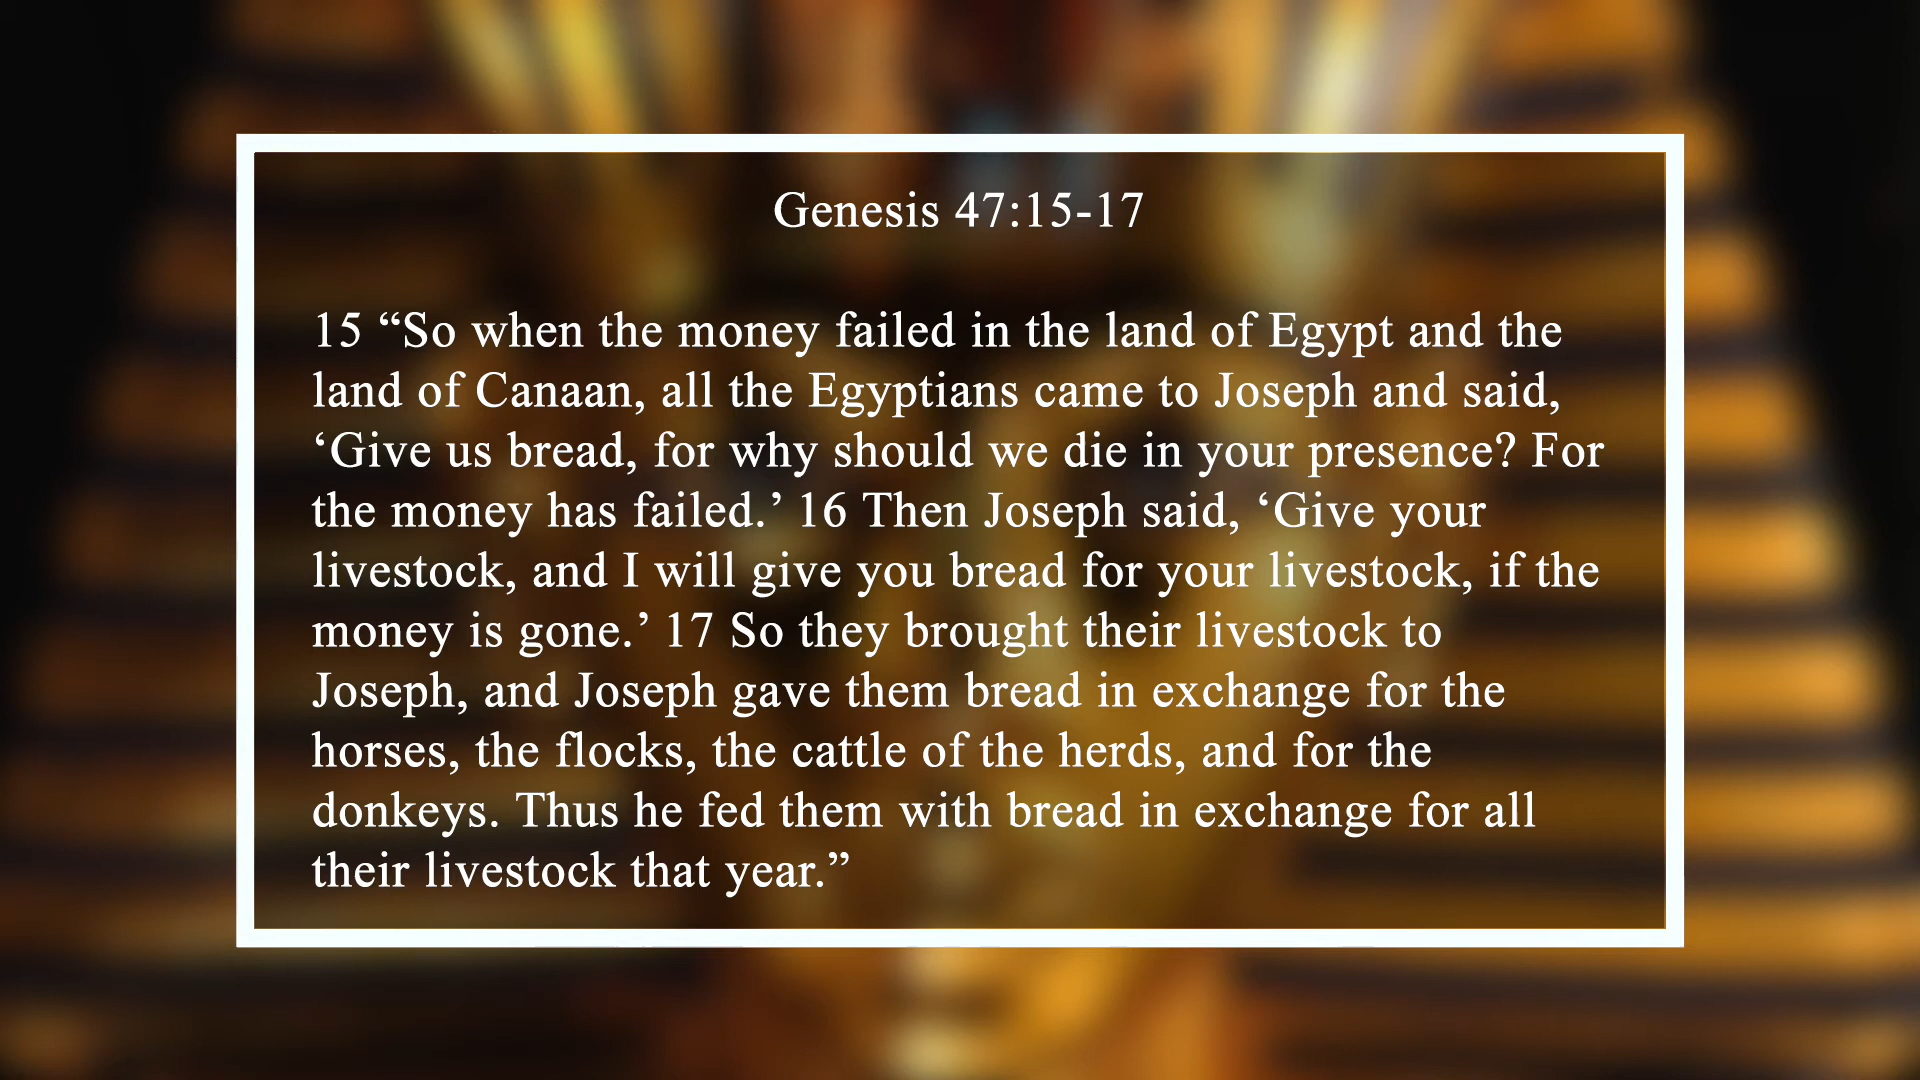 Genesis 47:15-17
15 “So when the money failed in the land of Egypt and the
land of Canaan, all the Egyptians came to Joseph and said,
‘Give us bread, for why should we die in your presence? For
the money has failed.’ 16 Then Joseph said, ‘Give your
livestock, and I will give you bread for your livestock, if the
money is gone.’ 17 So they brought their livestock to
Joseph, and Joseph gave them bread in exchange for the
horses, the flocks, the cattle of the herds, and for the
donkeys. Thus he fed them with bread in exchange for all
their livestock that year.”